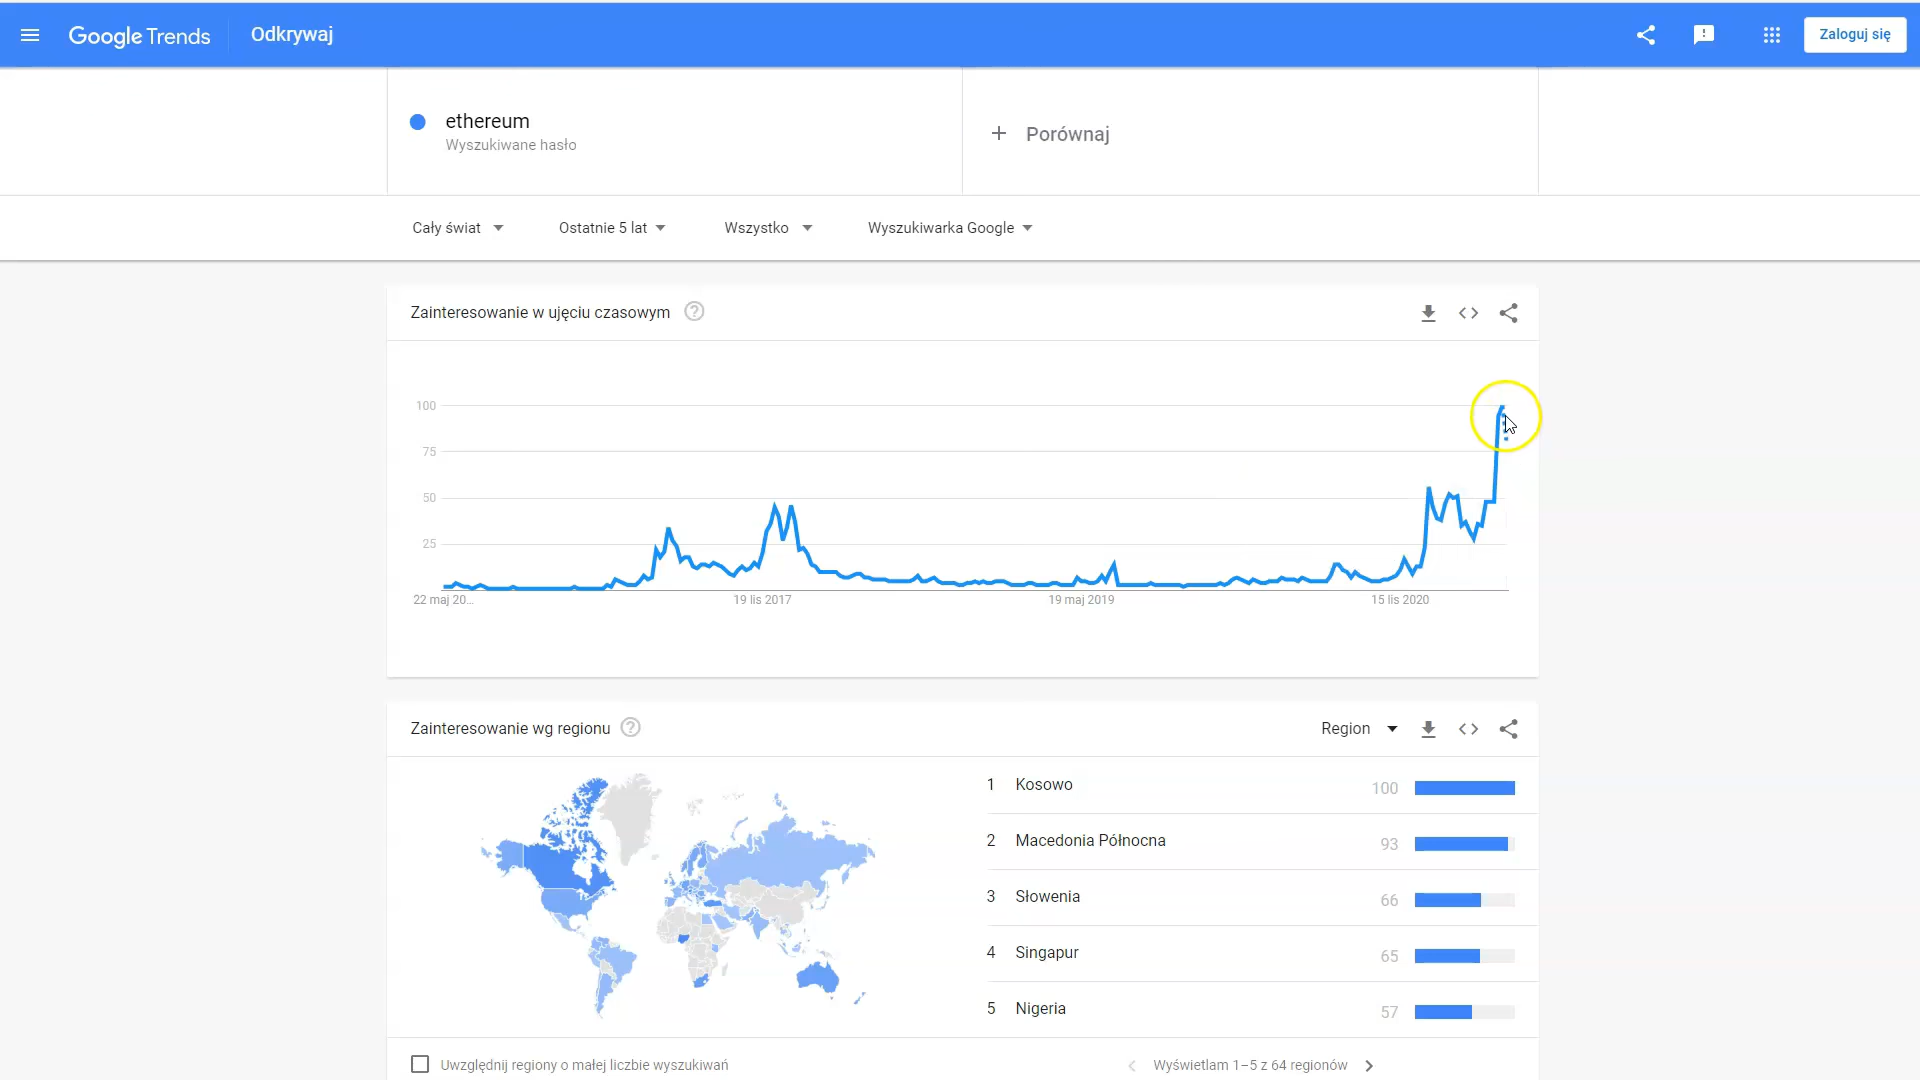 Google Trends
Odkrywaj
Zaloguj się
ethereum
Wyszukiwane hasło
+ Porównaj
Cały świat
Ostatnie 5 lat
Wszystko
Wyszukiwarka Google
Zainteresowanie w ujęciu czasowym
100
75
50
25
22 maj 20...
19 lis 2017
19 maj 2019
15 lis 2020
Zainteresowanie wg regionu
Region
1 Kosowo 100
2 Macedonia Północna 93
3 Słowenia 66
4 Singapur 65
5 Nigeria 57
Uwzględnij regiony o małej liczbie wyszukiwań
Wyświetlam 1–5 z 64 regionów